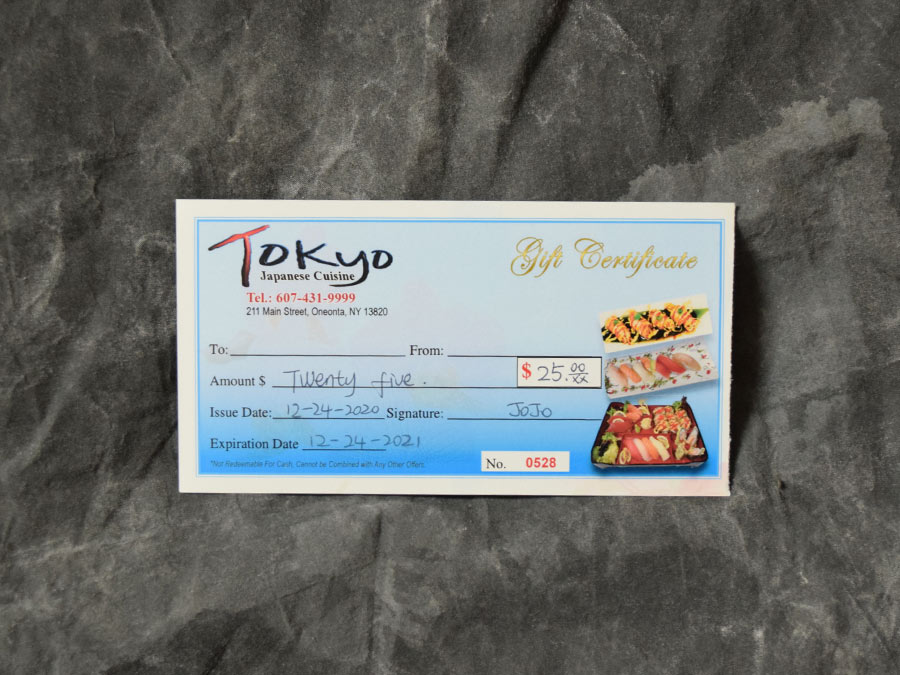 Tokyo
Japanese Cuisine
Gift Certificate
Tel.: 607-431-9999
211 Main Street, Oneonta, NY 13820
To: From:
Amount $ Twenty five. $ 25.00/xx
Issue Date: 12-24-2020 Signature: JoJo
Expiration Date 12-24-2021
*Not Redeemable For Cash, Cannot be Combined with Any Other Offers.
No. 0528